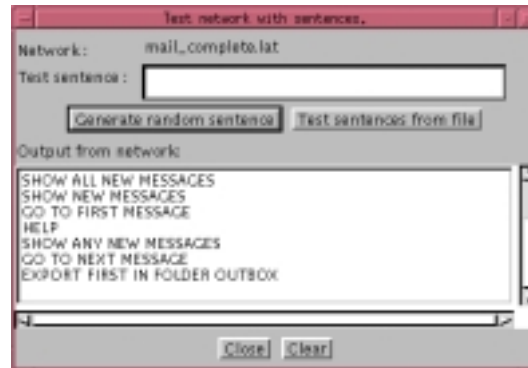 Test network with sentences.
Network: mail_complete.lat
Test sentence:
Generate random sentence Test sentences from file
Output from network:
SHOW ALL NEW MESSAGES
SHOW NEW MESSAGES
GO TO FIRST MESSAGE
HELP
SHOW ANY NEW MESSAGES
GO TO NEXT MESSAGE
EXPORT FIRST IN FOLDER OUTBOX
Close Clear